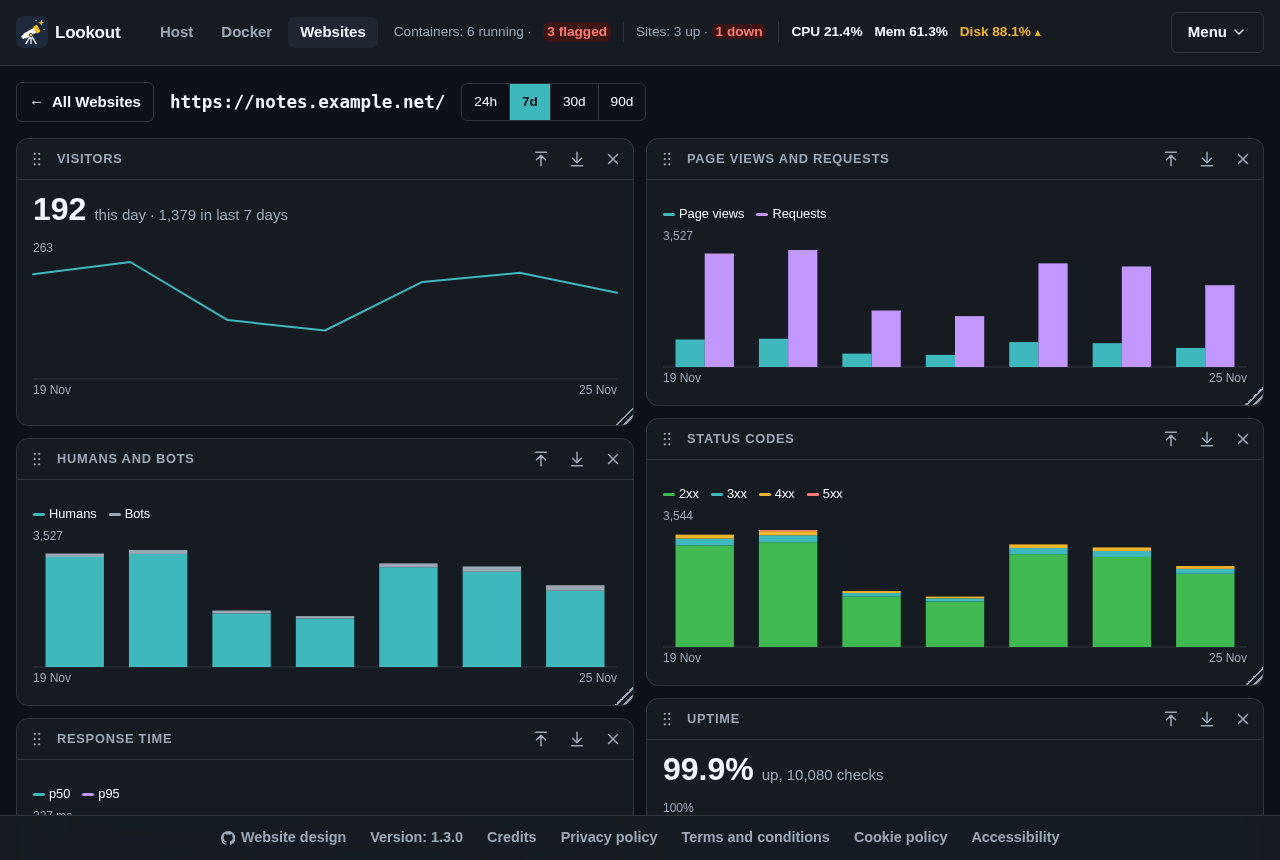 Lookout
Host
Docker
Websites
Containers: 6 running · 3 flagged
Sites: 3 up · 1 down
CPU 21.4% Mem 61.3% Disk 88.1% ▲
Menu
← All Websites
https://notes.example.net/
24h 7d 30d 90d
VISITORS
192 this day · 1,379 in last 7 days
263
19 Nov 25 Nov
PAGE VIEWS AND REQUESTS
Page views Requests
3,527
19 Nov 25 Nov
HUMANS AND BOTS
Humans Bots
3,527
19 Nov 25 Nov
STATUS CODES
2xx 3xx 4xx 5xx
3,544
19 Nov 25 Nov
RESPONSE TIME
p50 p95
UPTIME
99.9% up, 10,080 checks
100%
Website design Version: 1.3.0 Credits Privacy policy Terms and conditions Cookie policy Accessibility